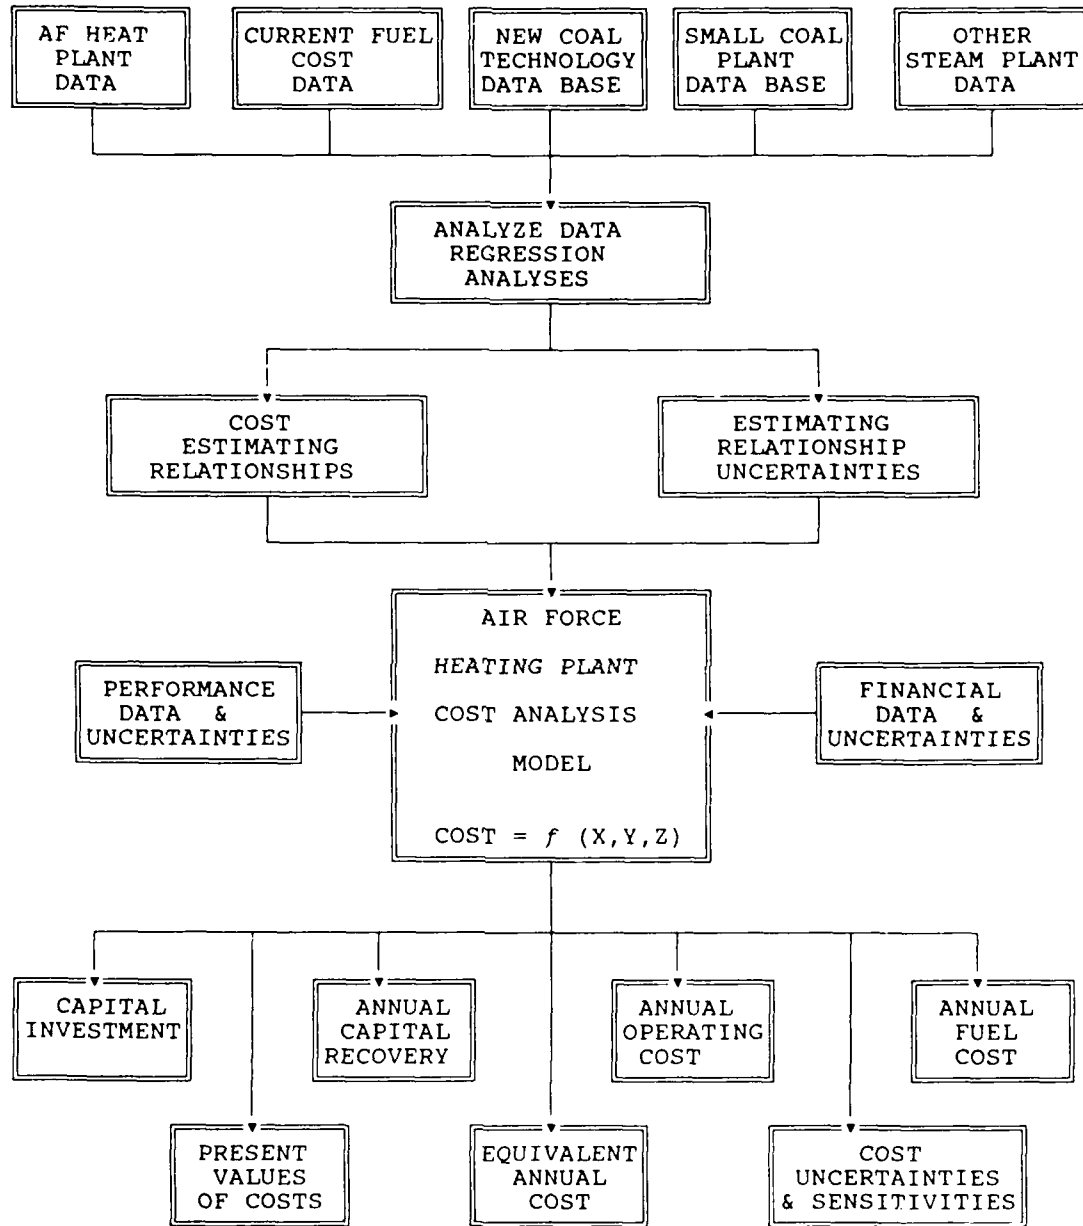 AF HEAT
PLANT
DATA
CURRENT FUEL
COST
DATA
NEW COAL
TECHNOLOGY
DATA BASE
SMALL COAL
PLANT
DATA BASE
OTHER
STEAM PLANT
DATA
ANALYZE DATA
REGRESSION
ANALYSES
COST
ESTIMATING
RELATIONSHIPS
ESTIMATING
RELATIONSHIP
UNCERTAINTIES
PERFORMANCE
DATA &
UNCERTAINTIES
AIR FORCE
HEATING PLANT
COST ANALYSIS
MODEL
COST = f (X,Y,Z)
FINANCIAL
DATA &
UNCERTAINTIES
CAPITAL
INVESTMENT
ANNUAL
CAPITAL
RECOVERY
ANNUAL
OPERATING
COST
ANNUAL
FUEL
COST
PRESENT
VALUES
OF COSTS
EQUIVALENT
ANNUAL
COST
COST
UNCERTAINTIES
& SENSITIVITIES